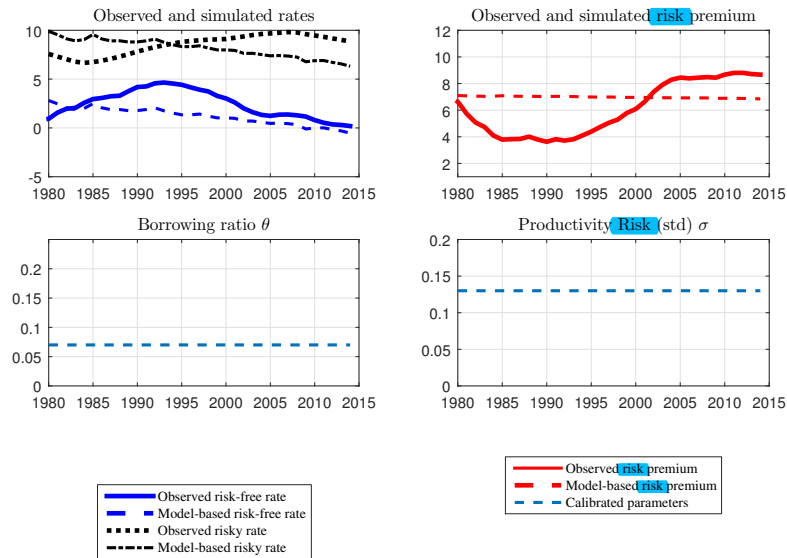 Observed and simulated rates
10
5
0
-5
1980 1985 1990 1995 2000 2005 2010 2015
Observed and simulated risk premium
12
10
8
6
4
2
1980 1985 1990 1995 2000 2005 2010 2015
Borrowing ratio θ
0.2
0.15
0.1
0.05
0
1980 1985 1990 1995 2000 2005 2010 2015
Productivity Risk (std) σ
0.2
0.15
0.1
0.05
0
1980 1985 1990 1995 2000 2005 2010 2015
Observed risk-free rate
Model-based risk-free rate
Observed risky rate
Model-based risky rate
Observed risk premium
Model-based risk premium
Calibrated parameters